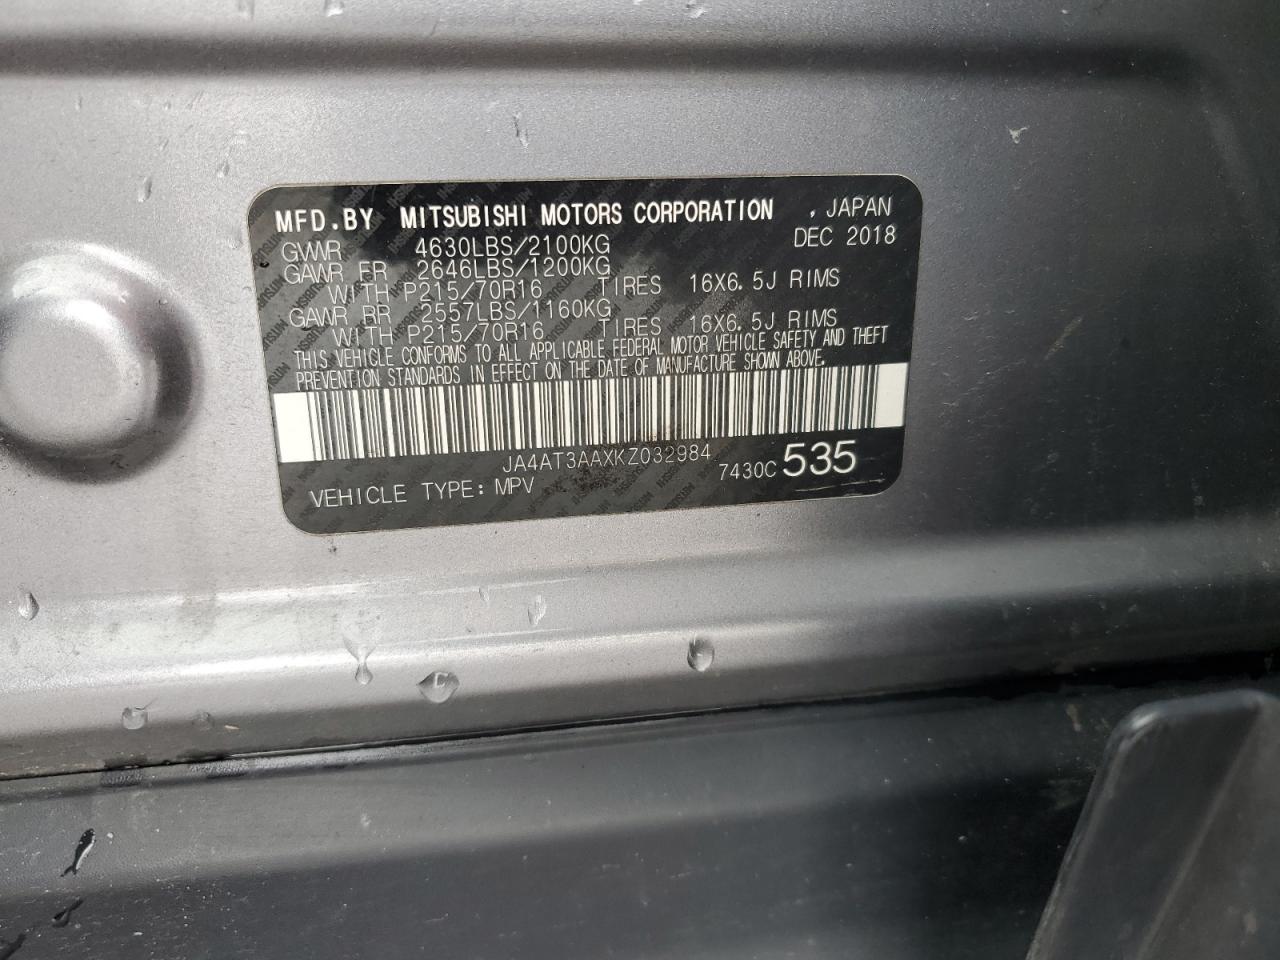 MFD.BY MITSUBISHI MOTORS CORPORATION , JAPAN
GVWR 4630LBS/2100KG DEC 2018
GAWR FR 2646LBS/1200KG
WITH P215/70R16 TIRES 16X6.5J RIMS
GAWR RR 2557LBS/1160KG
WITH P215/70R16 TIRES 16X6.5J RIMS
THIS VEHICLE CONFORMS TO ALL APPLICABLE FEDERAL MOTOR VEHICLE SAFETY AND THEFT
PREVENTION STANDARDS IN EFFECT ON THE DATE OF MANUFACTURE SHOWN ABOVE.
JA4AT3AAXKZ032984
VEHICLE TYPE: MPV 7430C 535